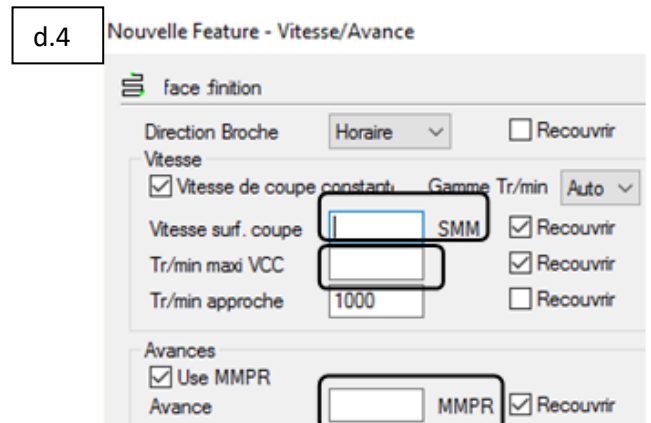 d.4
Nouvelle Feature - Vitesse/Avance
face finition
Direction Broche Horaire Recouvrir
Vitesse
Vitesse de coupe constant Gamme Tr/min Auto
Vitesse surf. coupe SMM Recouvrir
Tr/min maxi VCC Recouvrir
Tr/min approche 1000 Recouvrir
Avances
Use MMPR
Avance MMPR Recouvrir